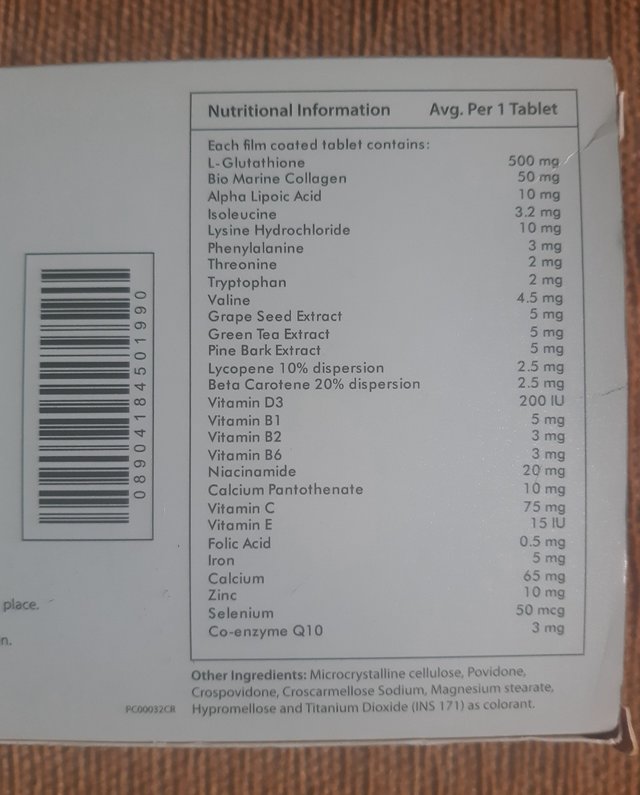 Nutritional Information Avg. Per 1 Tablet
Each film coated tablet contains:
L-Glutathione 500 mg
Bio Marine Collagen 50 mg
Alpha Lipoic Acid 10 mg
Isoleucine 3.2 mg
Lysine Hydrochloride 10 mg
Phenylalanine 3 mg
Threonine 2 mg
Tryptophan 2 mg
Valine 4.5 mg
Grape Seed Extract 5 mg
Green Tea Extract 5 mg
Pine Bark Extract 5 mg
Lycopene 10% dispersion 2.5 mg
Beta Carotene 20% dispersion 2.5 mg
Vitamin D3 200 IU
Vitamin B1 5 mg
Vitamin B2 3 mg
Vitamin B6 3 mg
Niacinamide 20 mg
Calcium Pantothenate 10 mg
Vitamin C 75 mg
Vitamin E 15 IU
Folic Acid 0.5 mg
Iron 5 mg
Calcium 65 mg
Zinc 10 mg
Selenium 50 mcg
Co-enzyme Q10 3 mg
Other Ingredients: Microcrystalline cellulose, Povidone,
Crospovidone, Croscarmellose Sodium, Magnesium stearate,
Hypromellose and Titanium Dioxide (INS 171) as colorant.
PC00032CR
08904184501990
place.
n.